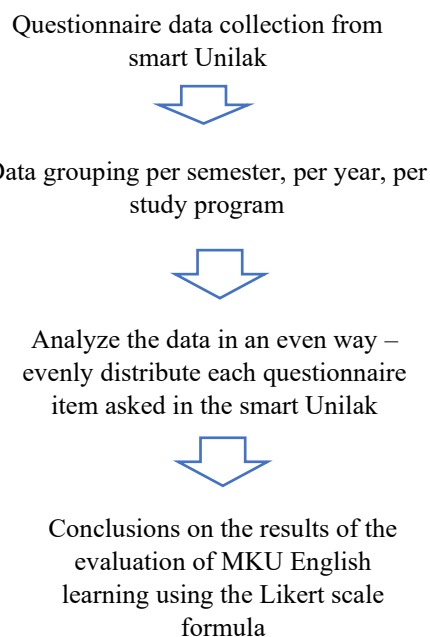 Questionnaire data collection from
smart Unilak
Data grouping per semester, per year, per
study program
Analyze the data in an even way –
evenly distribute each questionnaire
item asked in the smart Unilak
Conclusions on the results of the
evaluation of MKU English
learning using the Likert scale
formula